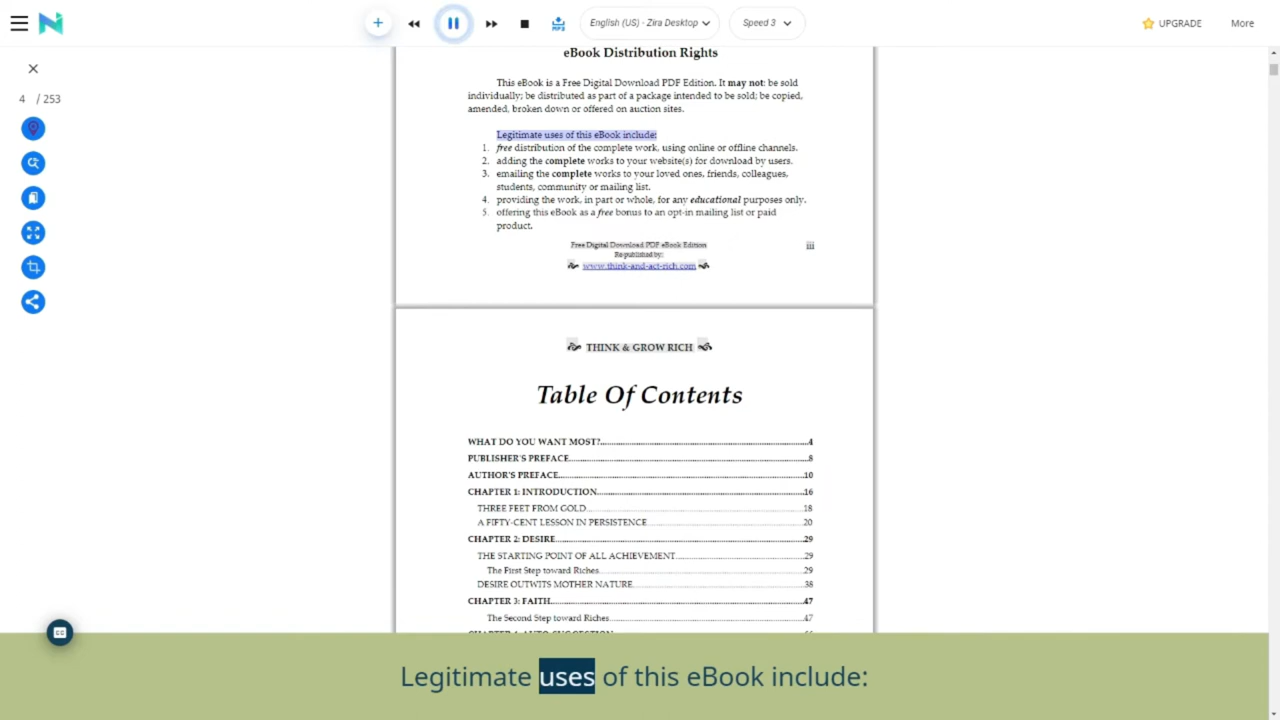 English (US) - Zira Desktop
Speed 3
UPGRADE
More
MP3
4 / 253
eBook Distribution Rights
This eBook is a Free Digital Download PDF Edition. It may not: be sold
individually; be distributed as part of a package intended to be sold; be copied,
amended, broken down or offered on auction sites.
Legitimate uses of this eBook include:
1. free distribution of the complete work, using online or offline channels.
2. adding the complete works to your website(s) for download by users.
3. emailing the complete works to your loved ones, friends, colleagues,
students, community or mailing list.
4. providing the work, in part or whole, for any educational purposes only.
5. offering this eBook as a free bonus to an opt-in mailing list or paid
product.
Free Digital Download PDF eBook Edition
iii
Re-published by:
www.think-and-act-rich.com
THINK & GROW RICH
Table Of Contents
WHAT DO YOU WANT MOST?...4
PUBLISHER'S PREFACE...8
AUTHOR'S PREFACE...10
CHAPTER 1: INTRODUCTION...16
THREE FEET FROM GOLD...18
A FIFTY-CENT LESSON IN PERSISTENCE...20
CHAPTER 2: DESIRE...29
THE STARTING POINT OF ALL ACHIEVEMENT...29
The First Step toward Riches...29
DESIRE OUTWITS MOTHER NATURE...38
CHAPTER 3: FAITH...47
The Second Step toward Riches...47
CC
Legitimate uses of this eBook include: